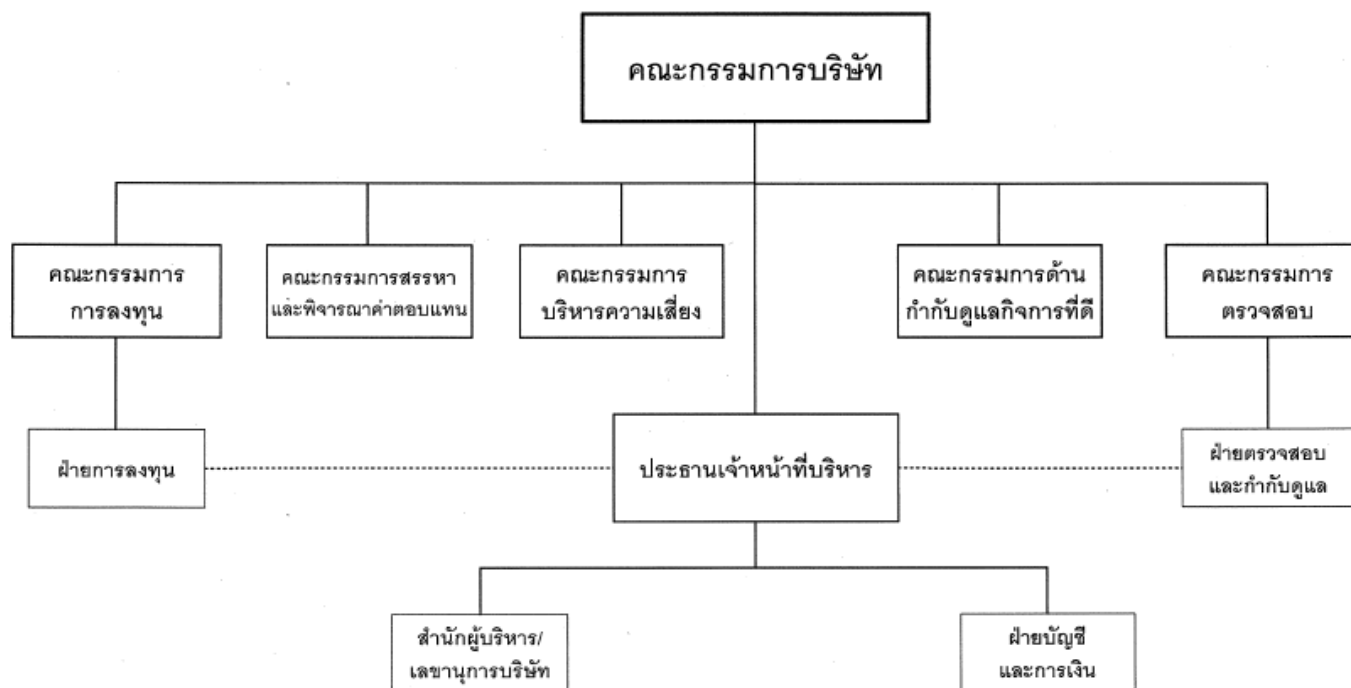 คณะกรรมการบริษัท
คณะกรรมการ
การลงทุน
คณะกรรมการสรรหา
และพิจารณาค่าตอบแทน
คณะกรรมการ
บริหารความเสี่ยง
คณะกรรมการด้าน
กำกับดูแลกิจการที่ดี
คณะกรรมการ
ตรวจสอบ
ฝ่ายการลงทุน
ประธานเจ้าหน้าที่บริหาร
ฝ่ายตรวจสอบ
และกำกับดูแล
สำนักผู้บริหาร/
เลขานุการบริษัท
ฝ่ายบัญชี
และการเงิน